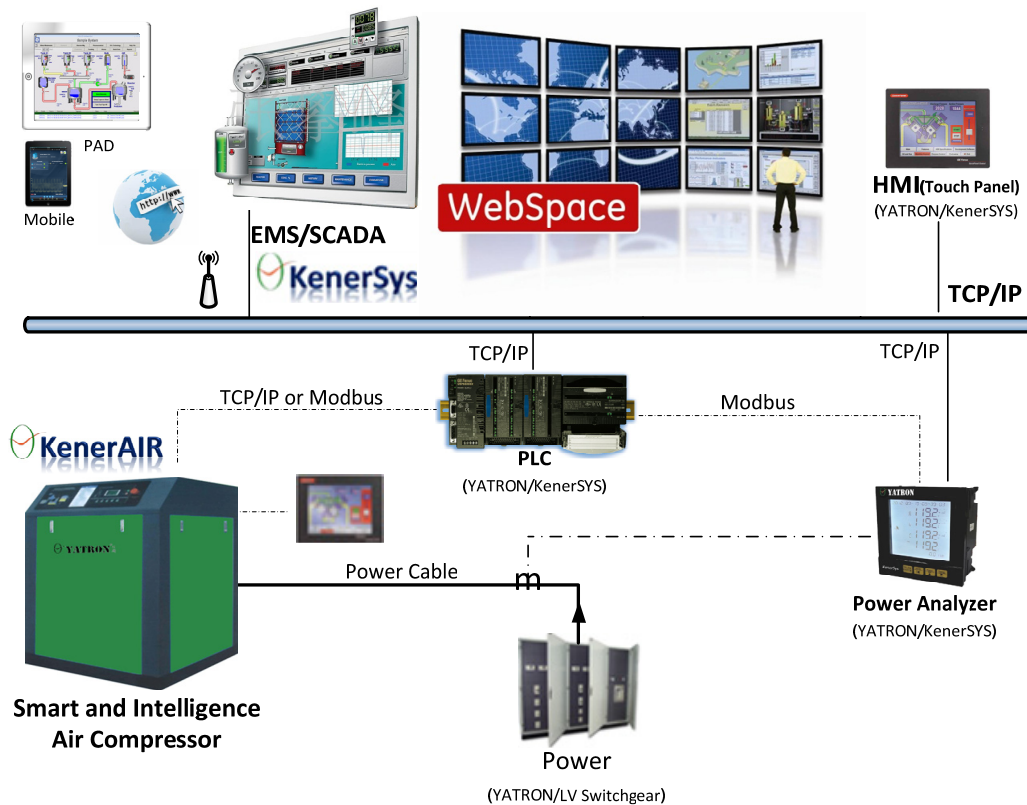 PAD
Mobile
http://www
EMS/SCADA
KenerSys
WebSpace
HMI(Touch Panel)
(YATRON/KenerSYS)
TCP/IP
TCP/IP
TCP/IP
TCP/IP or Modbus
Modbus
KenerAIR
PLC
(YATRON/KenerSYS)
YATRON
YATRON
1192
1192
1192
1192
Power Cable
m
Power Analyzer
(YATRON/KenerSYS)
Smart and Intelligence
Air Compressor
Power
(YATRON/LV Switchgear)